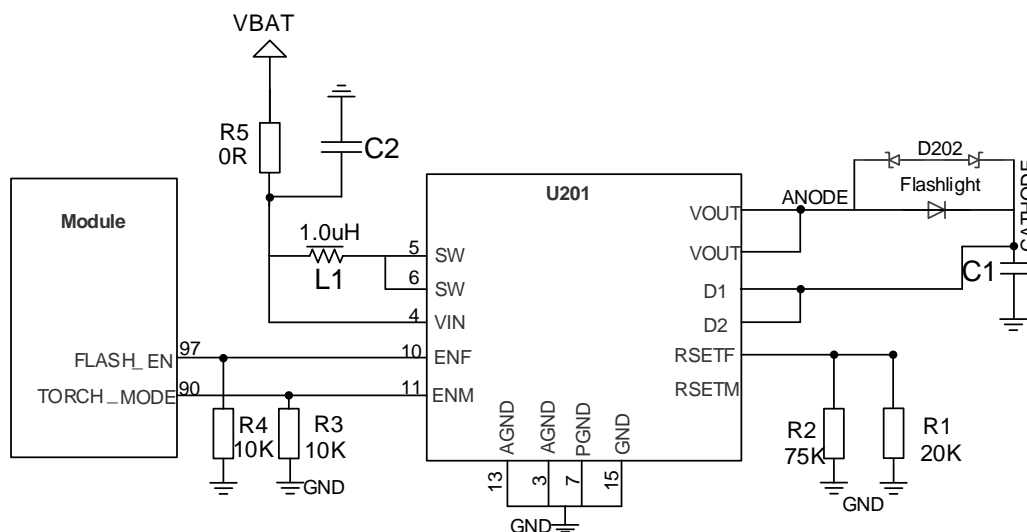 VBAT
R5
0R
C2
D202
Flashlight
CATHODE
ANODE
Module
U201
VOUT
VOUT
1.0uH
L1
5
SW
6
SW
4
VIN
D1
D2
C1
FLASH_EN
97
10
ENF
RSETF
TORCH_MODE
90
11
ENM
RSETM
R4
10K
R3
10K
GND
AGND
AGND
PGND
GND
13
3
7
15
GND
R2
75K
R1
20K
GND